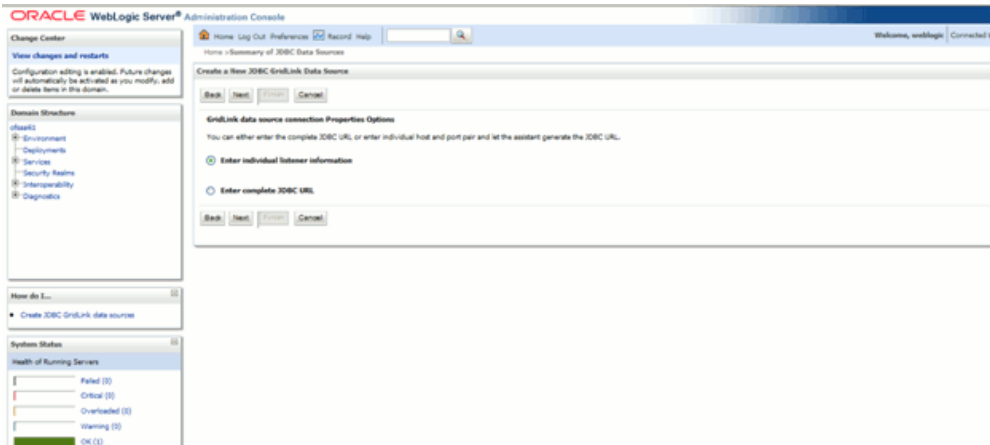 ORACLE WebLogic Server® Administration Console
Change Center
View changes and restarts
Configuration editing is enabled. Future changes
will automatically be activated as you modify, add
or delete items in this domain.
Domain Structure
Environment
Deployments
Services
Security Realms
Interoperability
Diagnostics
How do I...
Create JDBC GridLink data sources
System Status
Health of Running Servers
Failed (0)
Critical (0)
Overloaded (0)
Warning (0)
OK (1)
Home Log Out Preferences Record Help
Welcome, weblogic Connected
Home >Summary of JDBC Data Sources
Create a New JDBC GridLink Data Source
Back Next Finish Cancel
GridLink data source connection Properties Options
You can either enter the complete JDBC URL or enter individual host and port pair and let the assistant generate the JDBC URL.
Enter individual listener information
Enter complete JDBC URL
Back Next Finish Cancel